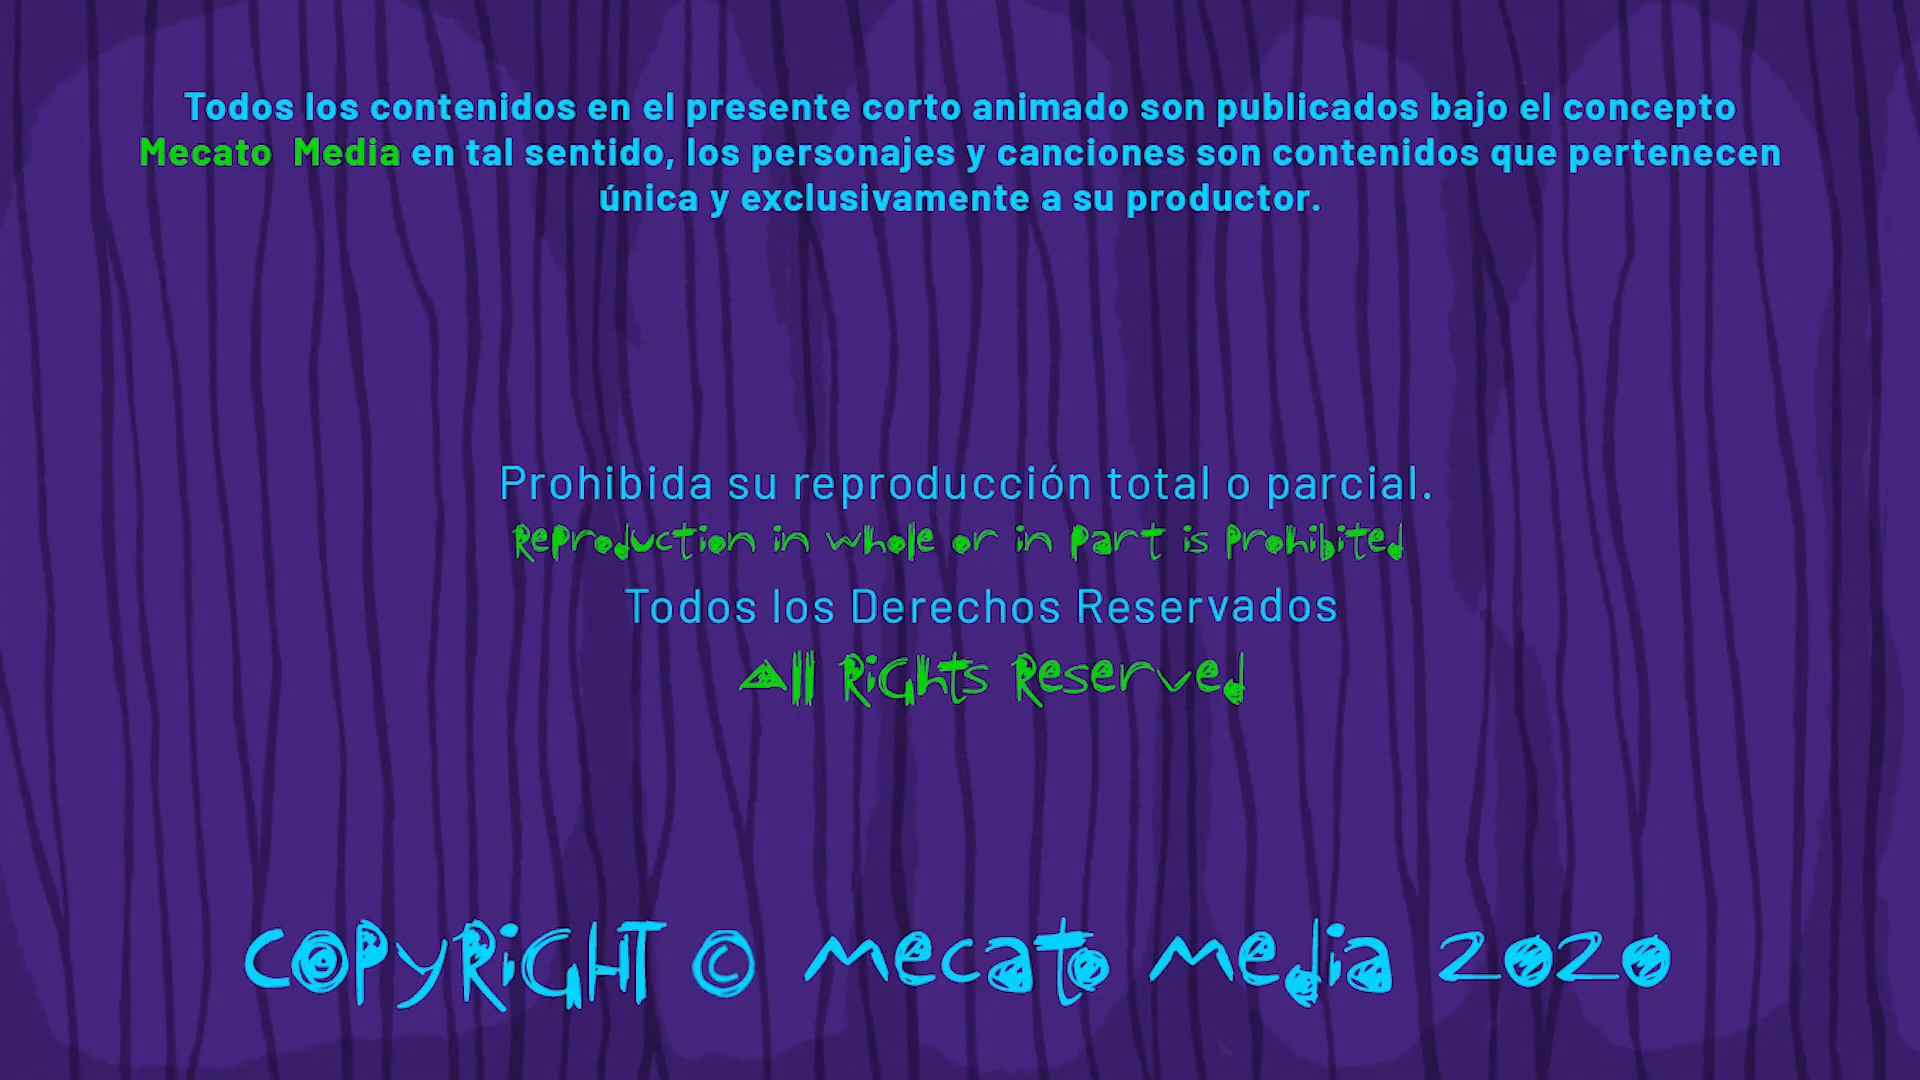 Todos los contenidos en el presente corto animado son publicados bajo el concepto
Mecato Media en tal sentido, los personajes y canciones son contenidos que pertenecen
única y exclusivamente a su productor.
Prohibida su reproducción total o parcial.
Reproduction in whole or in part is prohibited
Todos los Derechos Reservados
All Rights Reserved
COPYRIGHT © Mecato Media 2020